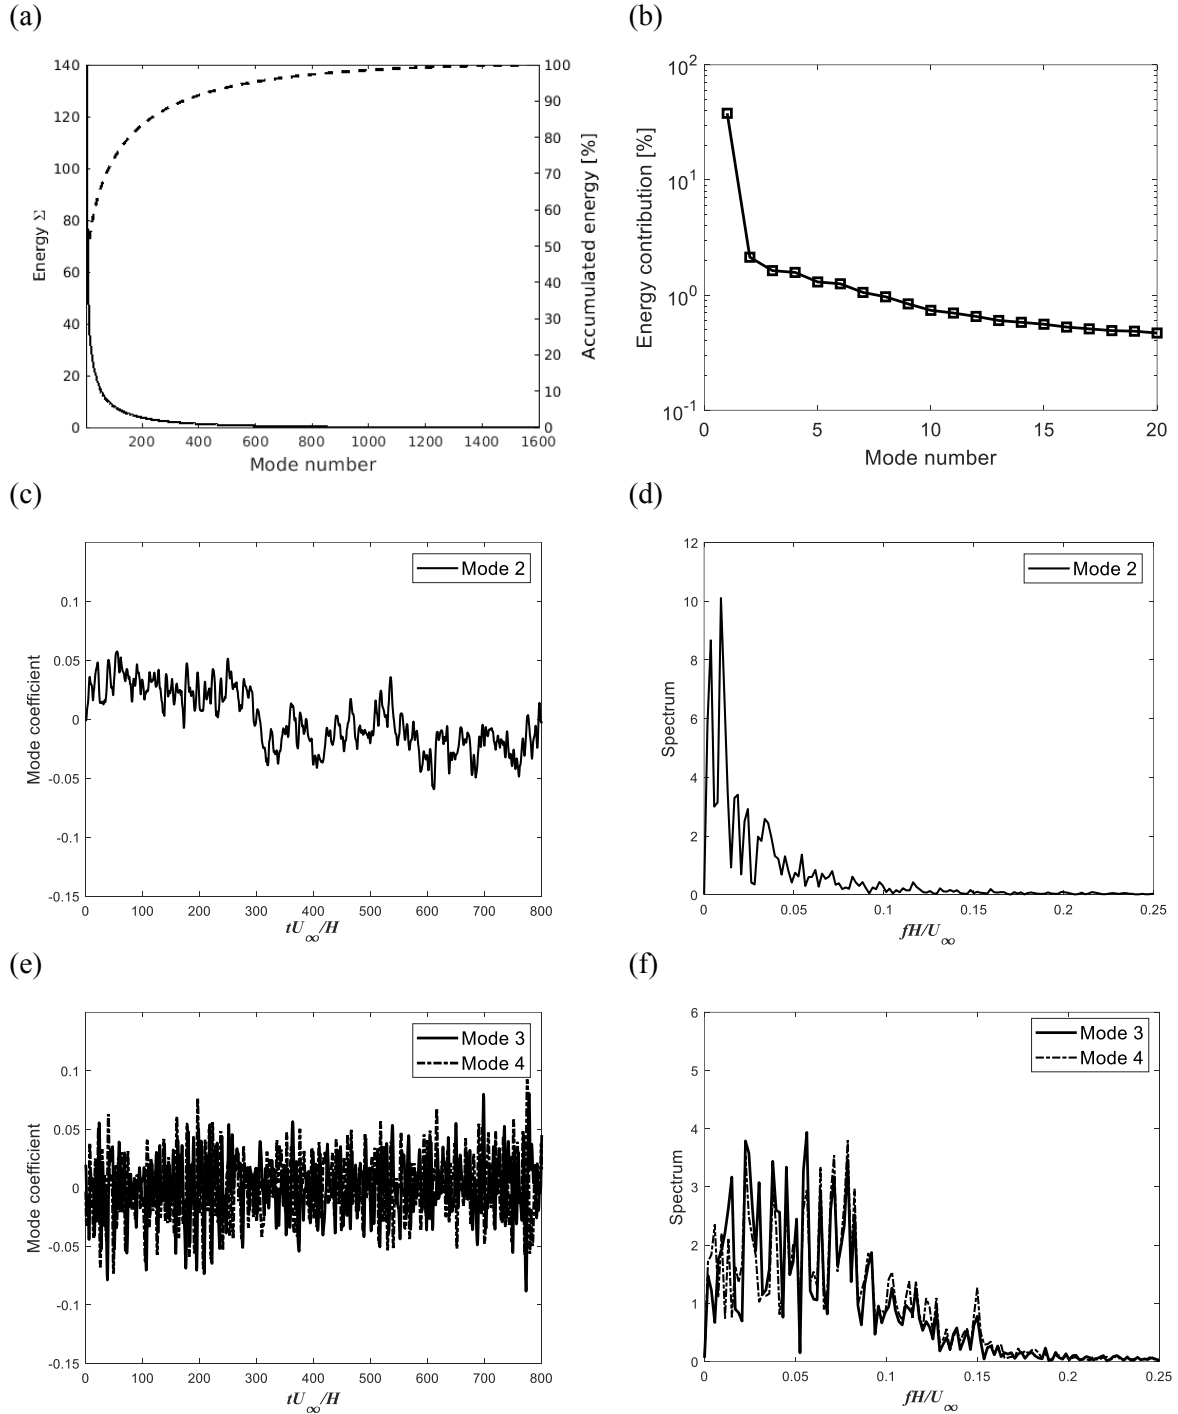 (a)
140
120
100
80
60
40
20
0
Energy Σ
100
90
80
70
60
50
40
30
20
10
0
Accumulated energy [%]
200 400 600 800 1000 1200 1400 1600
Mode number
(b)
10^2
10^1
10^0
10^-1
Energy contribution [%]
0 5 10 15 20
Mode number
(c)
Mode 2
0.1
0.05
0
-0.05
-0.1
-0.15
Mode coefficient
0 100 200 300 400 500 600 700 800
tU∞/H
(d)
Mode 2
12
10
8
6
4
2
0
Spectrum
0 0.05 0.1 0.15 0.2 0.25
fH/U∞
(e)
Mode 3
Mode 4
0.1
0.05
0
-0.05
-0.1
-0.15
Mode coefficient
0 100 200 300 400 500 600 700 800
tU∞/H
(f)
Mode 3
Mode 4
6
5
4
3
2
1
0
Spectrum
0 0.05 0.1 0.15 0.2 0.25
fH/U∞